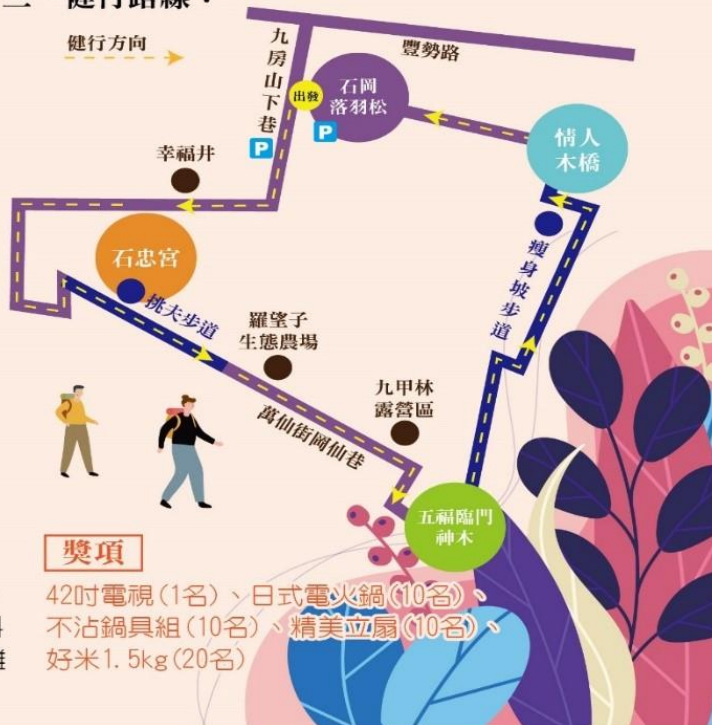 健行路線：
健行方向
九房山下巷
豐勢路
出發
石岡
落羽松
P
P
情人
木橋
幸福井
石忠宮
瘦身坡步道
挑夫步道
羅望子
生態農場
九甲林
露營區
萬仙街岡仙巷
五福臨門
神木
獎項
42吋電視(1名)、日式電火鍋(10名)、
不沾鍋具組(10名)、精美立扇(10名)、
好米1.5kg(20名)